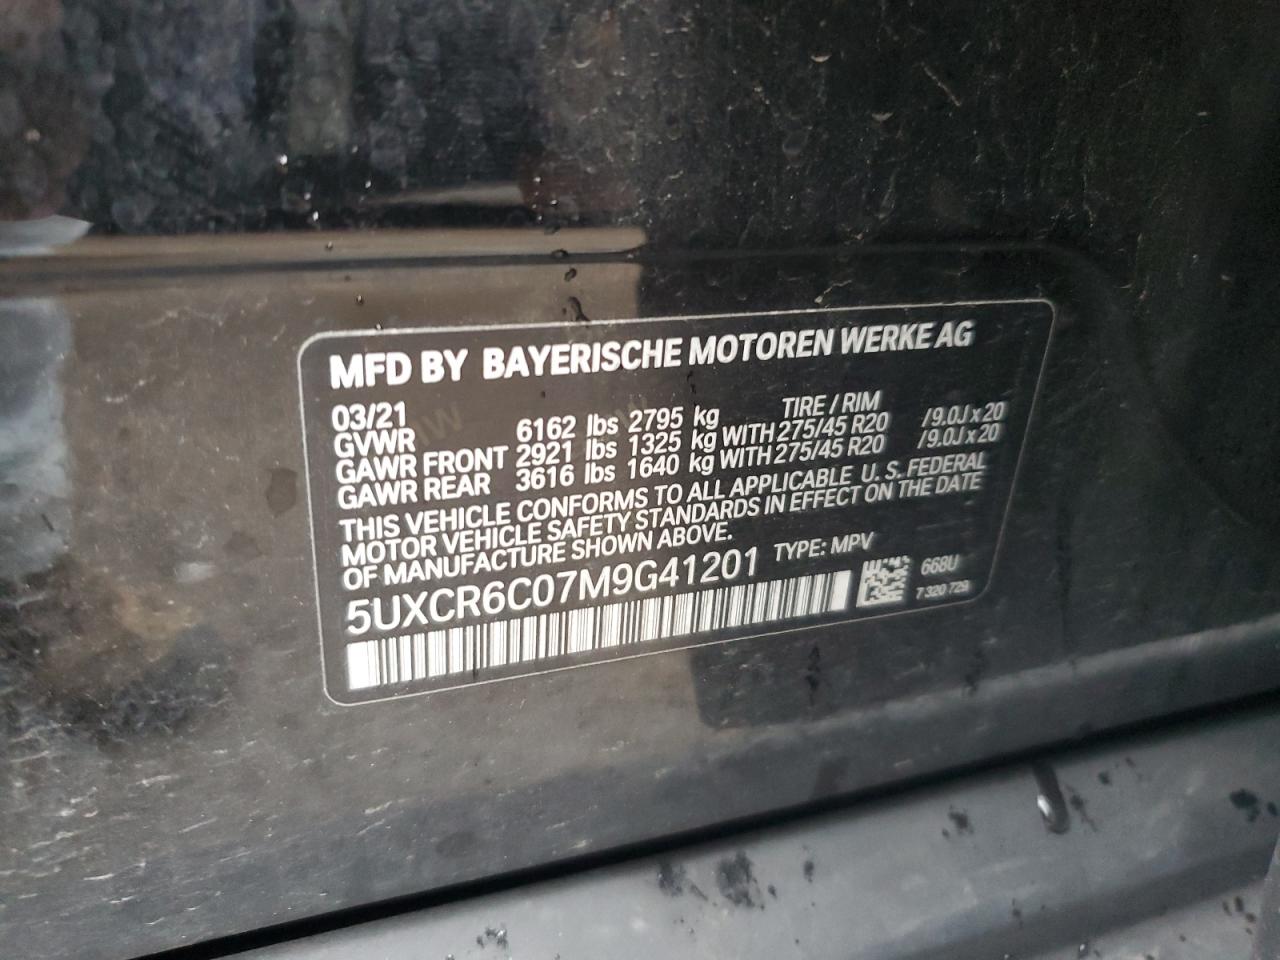 MFD BY BAYERISCHE MOTOREN WERKE AG
03/21 TIRE / RIM
GVWR 6162 lbs 2795 kg
GAWR FRONT 2921 lbs 1325 kg WITH 275/45 R20 /9.0J x 20
GAWR REAR 3616 lbs 1640 kg WITH 275/45 R20 /9.0J x 20
THIS VEHICLE CONFORMS TO ALL APPLICABLE U.S. FEDERAL
MOTOR VEHICLE SAFETY STANDARDS IN EFFECT ON THE DATE
OF MANUFACTURE SHOWN ABOVE.
5UXCR6C07M9G41201 TYPE: MPV
668U
7 320 729